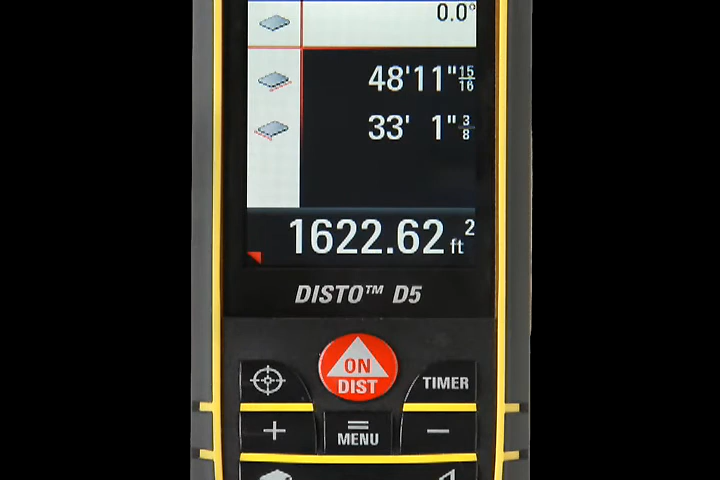 0.0°
48'11"15/16
33' 1"3/8
1622.62 ft²
DISTO™ D5
ON
DIST
TIMER
+
MENU
−